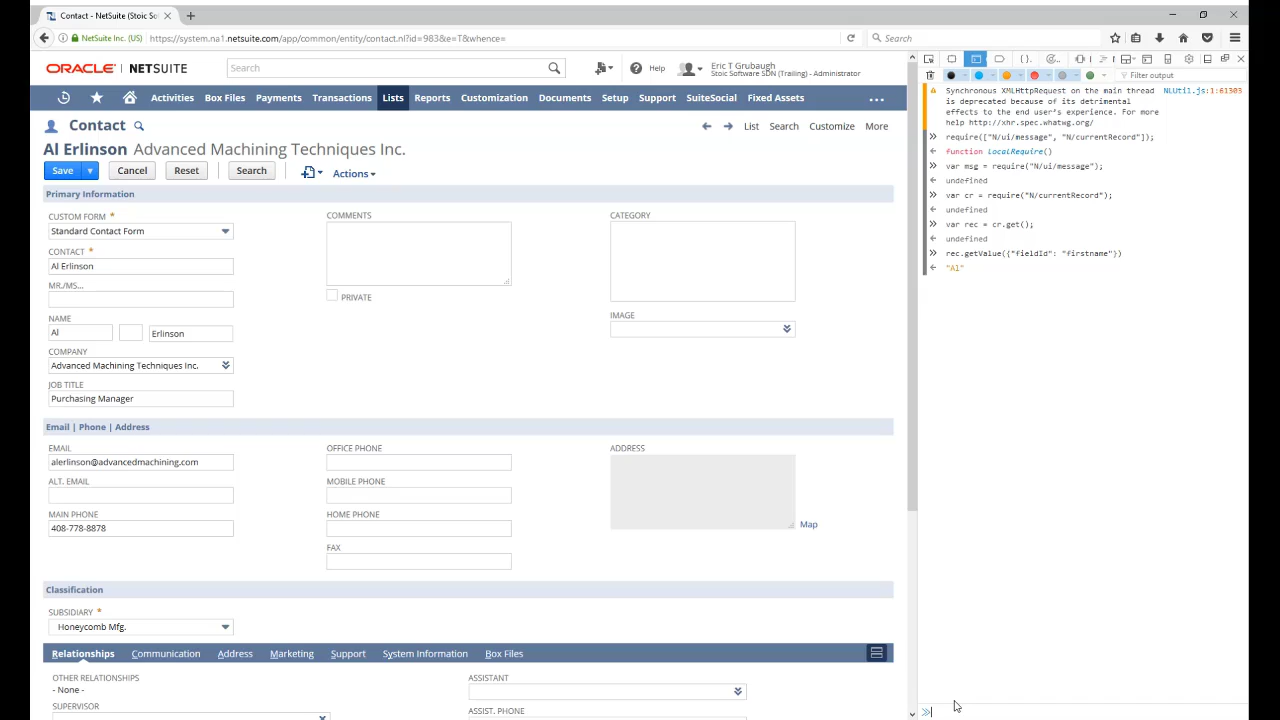 Contact - NetSuite (Stoic So
NetSuite Inc. (US)
https://system.na1.netsuite.com/app/common/entity/contact.nl?id=983&e=T&whence=
Search
ORACLE NETSUITE
Search
Help
Eric T Grubaugh
Stoic Software SDN (Trailing) - Administrator
Activities
Box Files
Payments
Transactions
Lists
Reports
Customization
Documents
Setup
Support
SuiteSocial
Fixed Assets
Contact
List
Search
Customize
More
Al Erlinson Advanced Machining Techniques Inc.
Save
Cancel
Reset
Search
Actions
Primary Information
CUSTOM FORM *
Standard Contact Form
CONTACT *
Al Erlinson
MR./MS...
NAME
Al
Erlinson
COMPANY
Advanced Machining Techniques Inc.
JOB TITLE
Purchasing Manager
COMMENTS
PRIVATE
CATEGORY
IMAGE
Email | Phone | Address
EMAIL
alerlinson@advancedmachining.com
ALT. EMAIL
MAIN PHONE
408-778-8878
OFFICE PHONE
MOBILE PHONE
HOME PHONE
FAX
ADDRESS
Map
Classification
SUBSIDIARY *
Honeycomb Mfg.
Relationships
Communication
Address
Marketing
Support
System Information
Box Files
OTHER RELATIONSHIPS
- None -
SUPERVISOR
ASSISTANT
ASSIST. PHONE
Filter output
Synchronous XMLHttpRequest on the main thread NLUtil.js:1:61303
is deprecated because of its detrimental
effects to the end user's experience. For more
help http://xhr.spec.whatwg.org/
require(["N/ui/message", "N/currentRecord"]);
function localRequire()
var msg = require("N/ui/message");
undefined
var cr = require("N/currentRecord");
undefined
var rec = cr.get();
undefined
rec.getValue({"fieldId": "firstname"})
"Al"